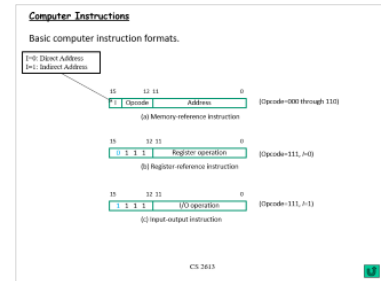 Computer Instructions
Basic computer instruction formats.
I=0: Direct Address
I=1: Indirect Address
15 12 11 0
I Opcode Address (Opcode=000 through 110)
(a) Memory-reference instruction
15 12 11 0
0 1 1 1 Register operation (Opcode=111, I=0)
(b) Register-reference instruction
15 12 11 0
1 1 1 1 I/O operation (Opcode=111, I=1)
(c) Input-output instruction
CS 2613